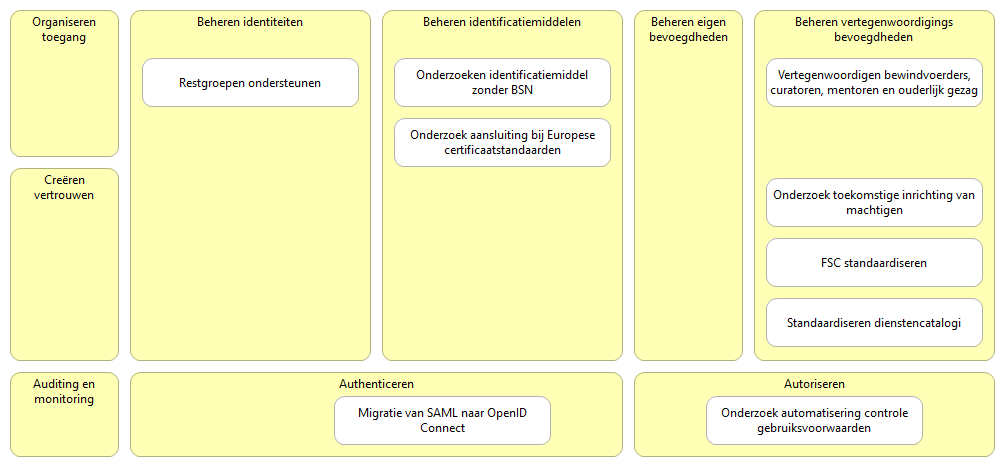 Organiseren
toegang
Beheren identiteiten
Restgroepen ondersteunen
Beheren identificatiemiddelen
Onderzoeken identificatiemiddel
zonder BSN
Onderzoek aansluiting bij Europese
certificaatstandaarden
Beheren eigen
bevoegdheden
Beheren vertegenwoordigings
bevoegdheden
Vertegenwoordigen bewindvoerders,
curatoren, mentoren en ouderlijk gezag
Onderzoek toekomstige inrichting van
machtigen
FSC standaardiseren
Standaardiseren dienstencatalogi
Creëren
vertrouwen
Auditing en
monitoring
Authenticeren
Migratie van SAML naar OpenID
Connect
Autoriseren
Onderzoek automatisering controle
gebruiksvoorwaarden